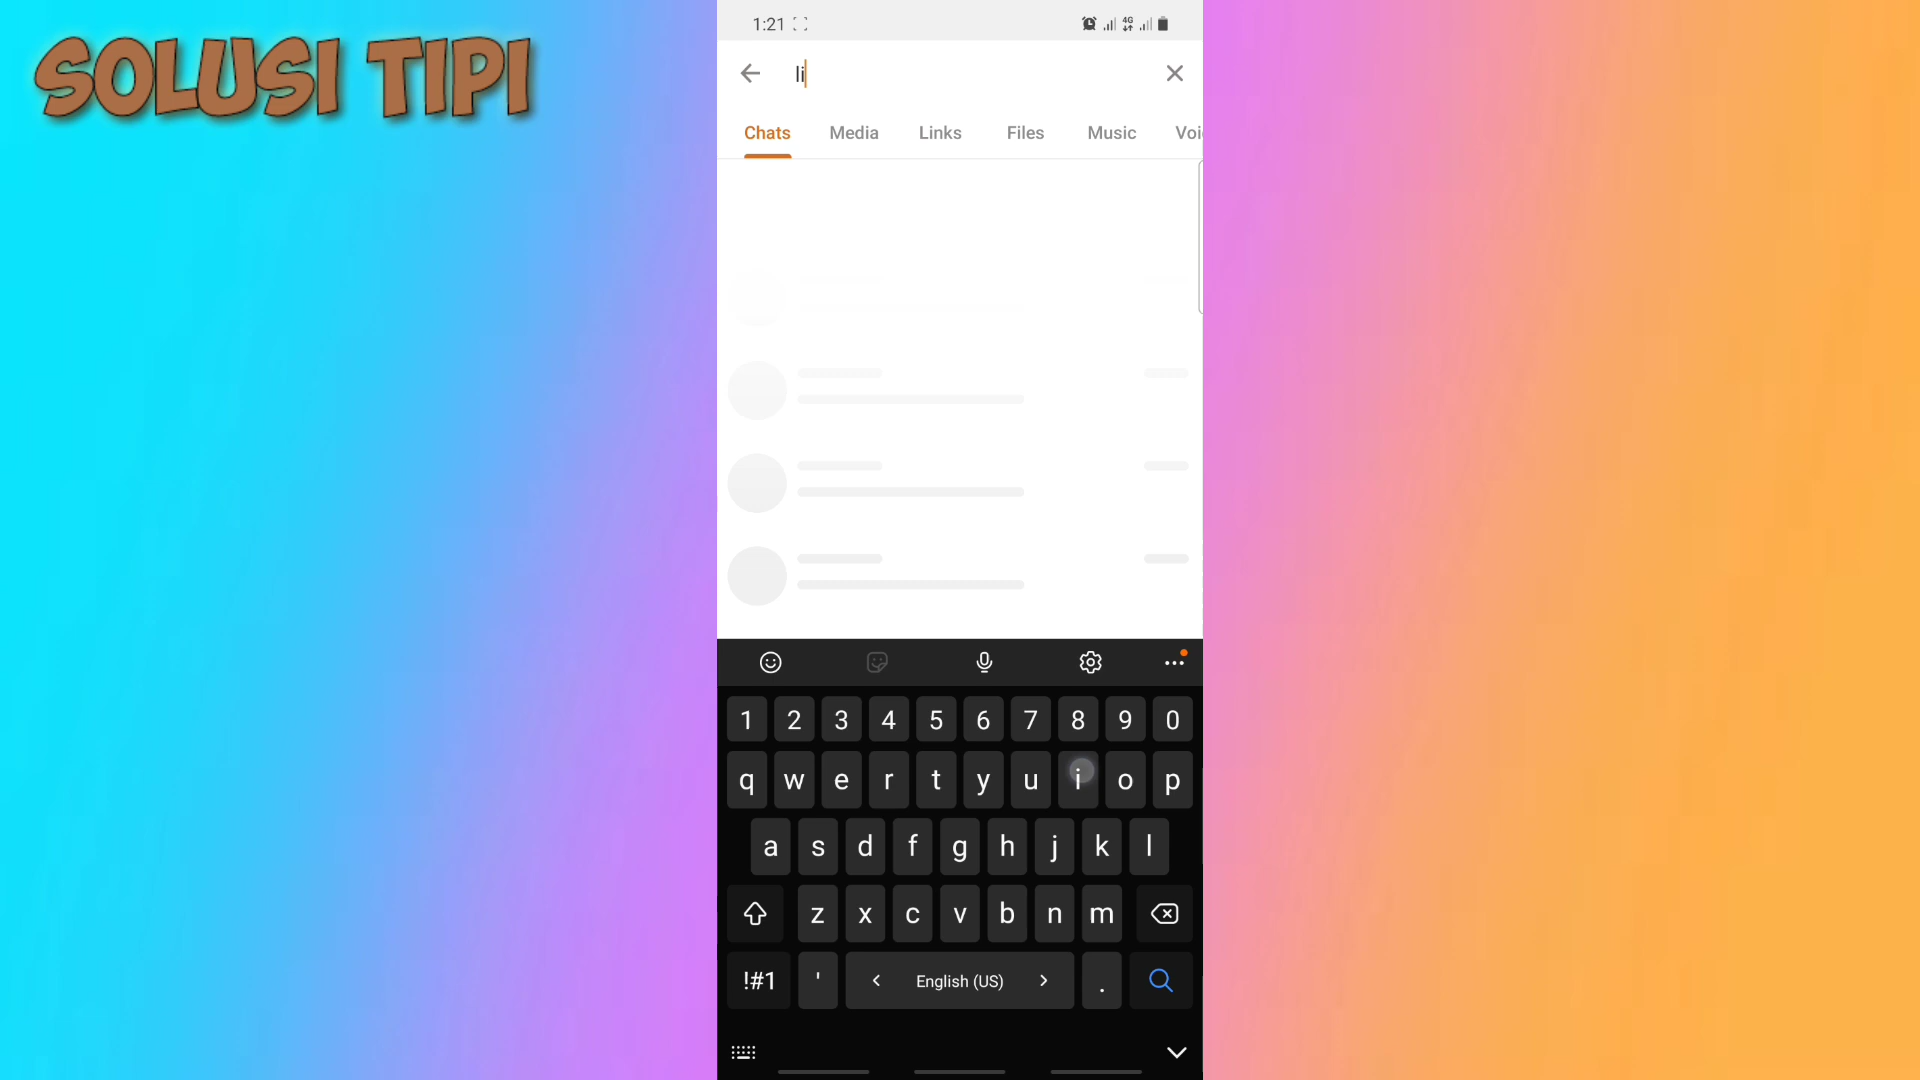 SOLUSI TIPI
1:21
4G
li
Chats Media Links Files Music Voi
1 2 3 4 5 6 7 8 9 0
q w e r t y u i o p
a s d f g h j k l
z x c v b n m
!#1 ' < English (US) > .